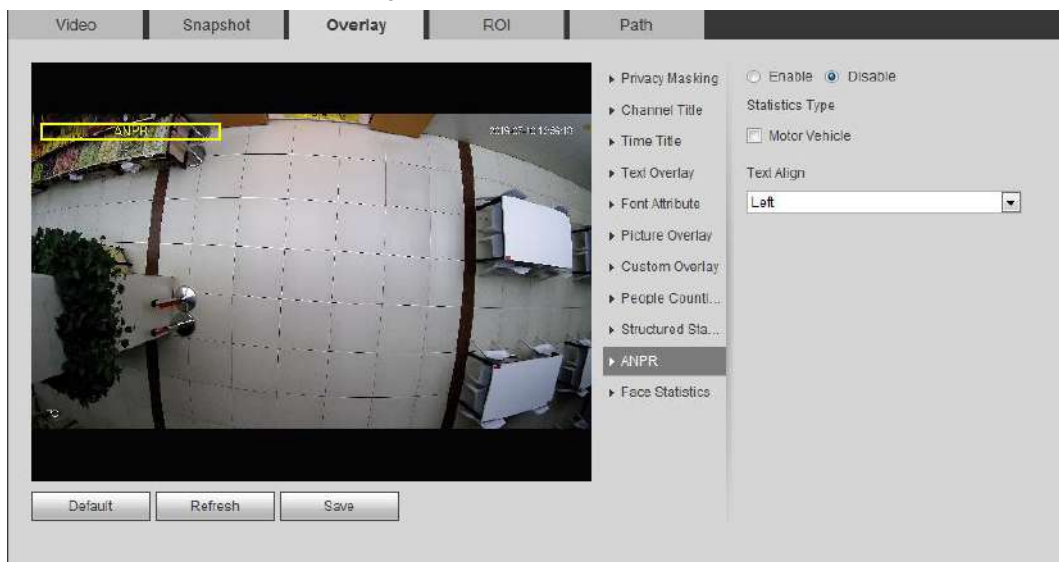 Video
Snapshot
Overlay
ROI
Path
ANPR
Privacy Masking
Channel Title
Time Title
Text Overlay
Font Attribute
Picture Overlay
Custom Overlay
People Counti...
Structured Sta...
ANPR
Face Statistics
Enable
Disable
Statistics Type
Motor Vehicle
Text Align
Left
Default
Refresh
Save